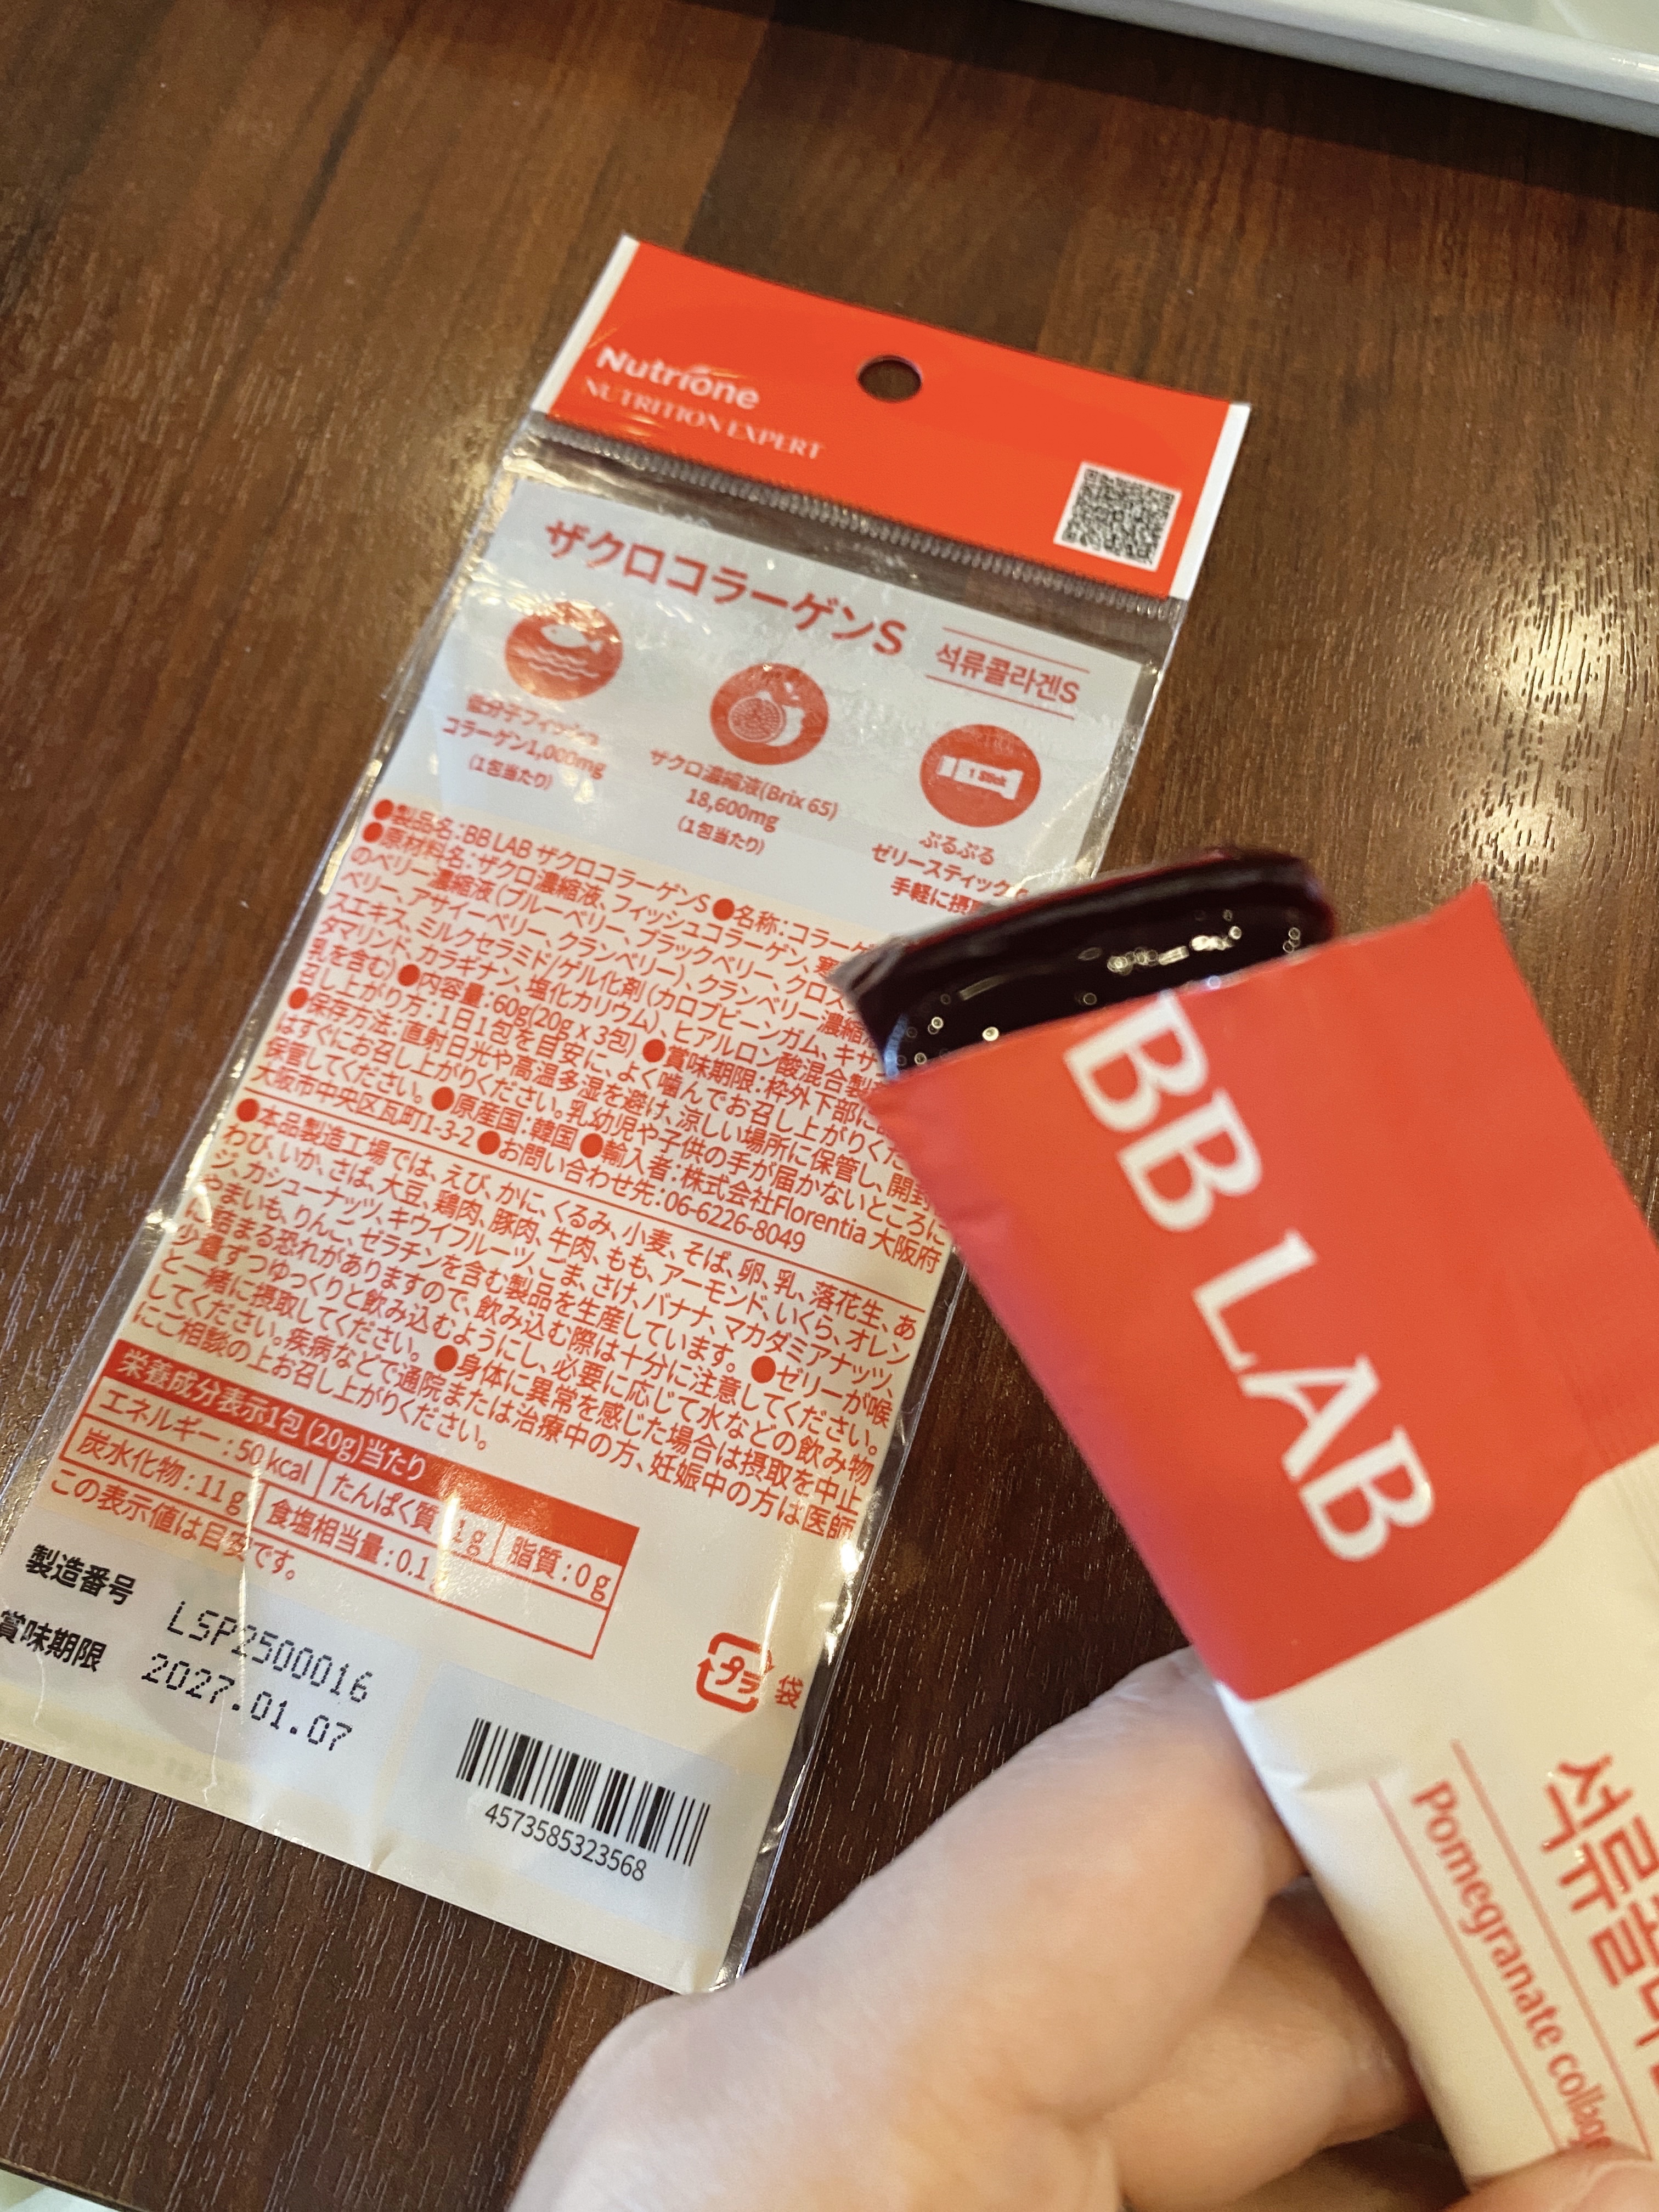 Nutrione
NUTRITION EXPERT
ザクロコラーゲンS
석류콜라겐S
低分子フィッシュ
コラーゲン1,000mg
(1包当たり)
ザクロ濃縮液(Brix 65)
18,600mg
(1包当たり)
1 Stick
ぷるぷる
ゼリースティック
手軽に摂
●製品名:BB LAB ザクロコラーゲンS ●名称:コラーゲ
●原材料名:ザクロ濃縮液、フィッシュコラーゲン、
のベリー濃縮液(ブルーベリー、ブラックベリー、クロス
ベリー、アサイーベリー、クランベリー)、クランベリー濃縮
スエキス、ミルクセラミド/ゲル化剤(カロブビーンガム、キサ
タマリンド、カラギナン、塩化カリウム)、ヒアルロン酸混合製
乳を含む) ●内容量:60g(20g x 3包) ●賞味期限:枠外下部に
召し上がり方:1日1包を目安に、よく噛んでお召し上がりくだ
●保存方法:直射日光や高温多湿を避け、涼しい場所に保管し、開封
はすぐにお召し上がりください。乳幼児や子供の手が届かないところに
保管してください。 ●原産国:韓国 ●輸入者:株式会社Florentia 大阪府
大阪市中央区瓦町1-3-2 ●お問い合わせ先:06-6226-8049
●本品製造工場では、えび、かに、くるみ、小麦、そば、卵、乳、落花生、あ
わび、いか、さば、大豆、鶏肉、豚肉、牛肉、もも、アーモンド、いくら、オレン
ジ、カシューナッツ、キウイフルーツ、ごま、さけ、バナナ、マカダミアナッツ、
やまいも、りんご、ゼラチンを含む製品を生産しています。 ●ゼリーが喉
に詰まる恐れがありますので、飲み込む際は十分に注意してください。
少量ずつゆっくりと飲み込むようにし、必要に応じて水などの飲み物
と一緒に摂取してください。 ●身体に異常を感じた場合は摂取を中止
してください。疾病などで通院または治療中の方、妊娠中の方は医師
にご相談の上お召し上がりください。
栄養成分表示1包(20g)当たり
エネルギー:50kcal たんぱく質 1g 脂質:0g
炭水化物:11g 食塩相当量:0.1
この表示値は目安です。
製造番号 LSP2500016
賞味期限 2027.01.07
プラ 袋
4573585323568
BB LAB
Pomegranate